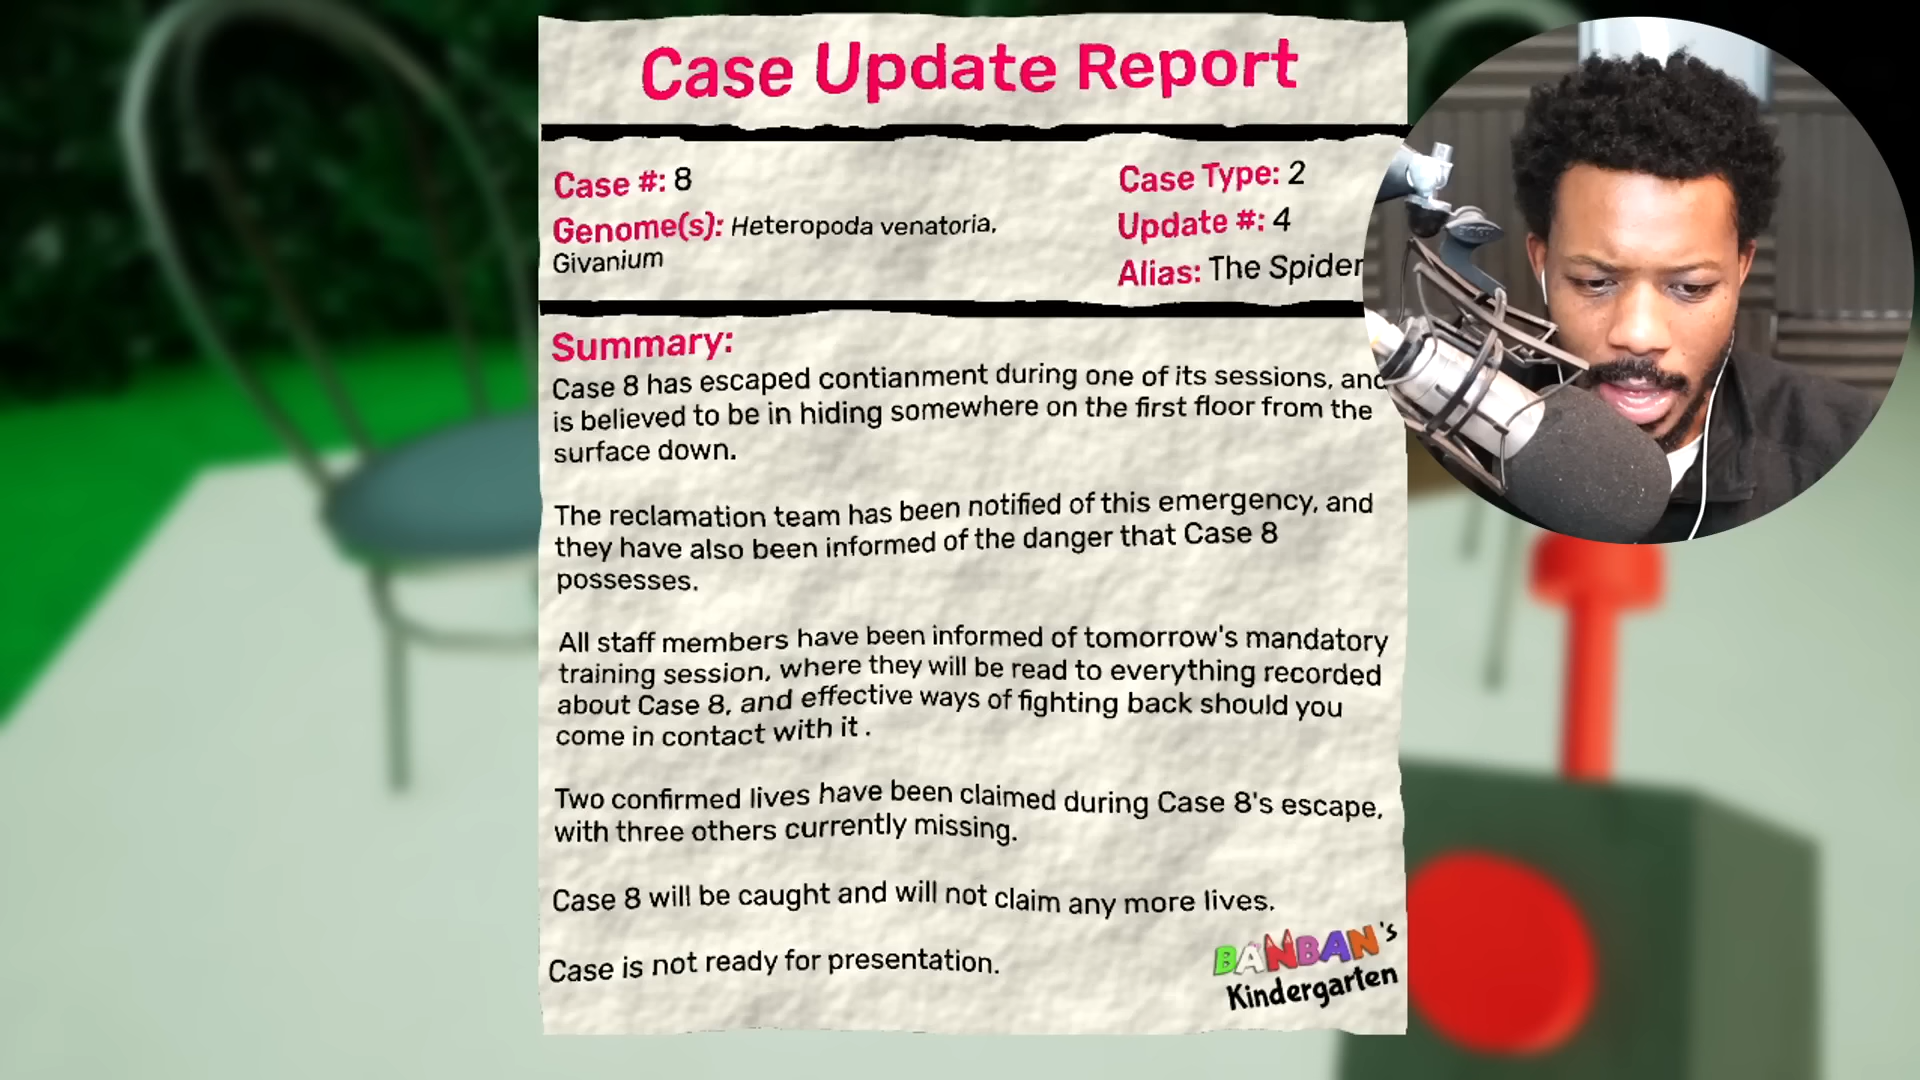 Case Update Report
Case #: 8
Genome(s): Heteropoda venatoria,
Givanium
Case Type: 2
Update #: 4
Alias: The Spider
Summary:
Case 8 has escaped contianment during one of its sessions, and
is believed to be in hiding somewhere on the first floor from the
surface down.
The reclamation team has been notified of this emergency, and
they have also been informed of the danger that Case 8
possesses.
All staff members have been informed of tomorrow's mandatory
training session, where they will be read to everything recorded
about Case 8, and effective ways of fighting back should you
come in contact with it .
Two confirmed lives have been claimed during Case 8's escape,
with three others currently missing.
Case 8 will be caught and will not claim any more lives.
Case is not ready for presentation.
BANBAN's
Kindergarten